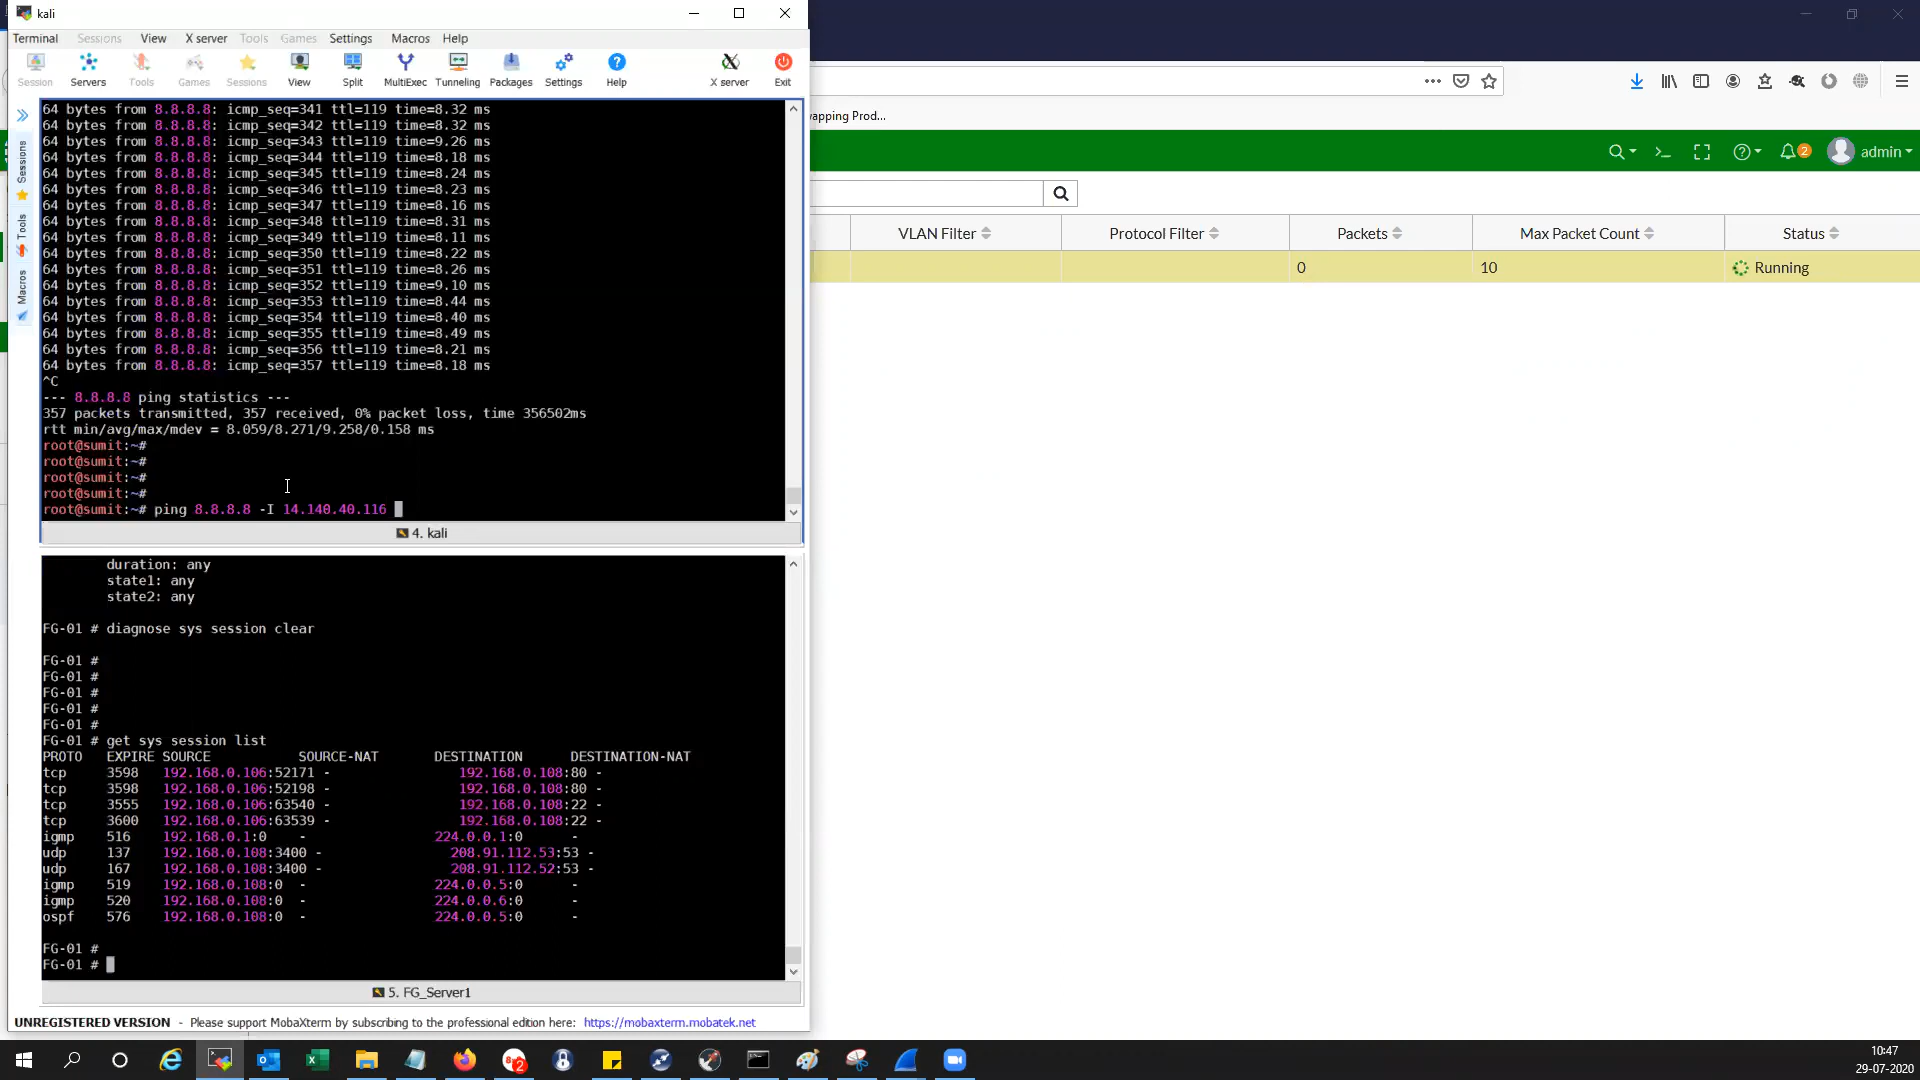 kali
Terminal Sessions View X server Tools Games Settings Macros Help
Session Servers Tools Games Sessions View Split MultiExec Tunneling Packages Settings Help X server Exit
Sessions
Tools
Macros
64 bytes from 8.8.8.8: icmp_seq=341 ttl=119 time=8.32 ms
64 bytes from 8.8.8.8: icmp_seq=342 ttl=119 time=8.32 ms
64 bytes from 8.8.8.8: icmp_seq=343 ttl=119 time=9.26 ms
64 bytes from 8.8.8.8: icmp_seq=344 ttl=119 time=8.18 ms
64 bytes from 8.8.8.8: icmp_seq=345 ttl=119 time=8.24 ms
64 bytes from 8.8.8.8: icmp_seq=346 ttl=119 time=8.23 ms
64 bytes from 8.8.8.8: icmp_seq=347 ttl=119 time=8.16 ms
64 bytes from 8.8.8.8: icmp_seq=348 ttl=119 time=8.31 ms
64 bytes from 8.8.8.8: icmp_seq=349 ttl=119 time=8.11 ms
64 bytes from 8.8.8.8: icmp_seq=350 ttl=119 time=8.22 ms
64 bytes from 8.8.8.8: icmp_seq=351 ttl=119 time=8.26 ms
64 bytes from 8.8.8.8: icmp_seq=352 ttl=119 time=9.10 ms
64 bytes from 8.8.8.8: icmp_seq=353 ttl=119 time=8.44 ms
64 bytes from 8.8.8.8: icmp_seq=354 ttl=119 time=8.40 ms
64 bytes from 8.8.8.8: icmp_seq=355 ttl=119 time=8.49 ms
64 bytes from 8.8.8.8: icmp_seq=356 ttl=119 time=8.21 ms
64 bytes from 8.8.8.8: icmp_seq=357 ttl=119 time=8.18 ms
^C
--- 8.8.8.8 ping statistics ---
357 packets transmitted, 357 received, 0% packet loss, time 356502ms
rtt min/avg/max/mdev = 8.059/8.271/9.258/0.158 ms
root@sumit:~#
root@sumit:~#
root@sumit:~#
root@sumit:~#
root@sumit:~# ping 8.8.8.8 -I 14.140.40.116
4. kali
duration: any
state1: any
state2: any
FG-01 # diagnose sys session clear
FG-01 #
FG-01 #
FG-01 #
FG-01 #
FG-01 #
FG-01 # get sys session list
PROTO EXPIRE SOURCE SOURCE-NAT DESTINATION DESTINATION-NAT
tcp 3598 192.168.0.106:52171 - 192.168.0.108:80 -
tcp 3598 192.168.0.106:52198 - 192.168.0.108:80 -
tcp 3555 192.168.0.106:63540 - 192.168.0.108:22 -
tcp 3600 192.168.0.106:63539 - 192.168.0.108:22 -
igmp 516 192.168.0.1:0 - 224.0.0.1:0 -
udp 137 192.168.0.108:3400 - 208.91.112.53:53 -
udp 167 192.168.0.108:3400 - 208.91.112.52:53 -
igmp 519 192.168.0.108:0 - 224.0.0.5:0 -
igmp 520 192.168.0.108:0 - 224.0.0.6:0 -
ospf 576 192.168.0.108:0 - 224.0.0.5:0 -
FG-01 #
FG-01 #
5. FG_Server1
UNREGISTERED VERSION - Please support MobaXterm by subscribing to the professional edition here: https://mobaxterm.mobatek.net
apping Prod...
2 admin
VLAN Filter Protocol Filter Packets Max Packet Count Status
0 10 Running
2
10:47
29-07-2020